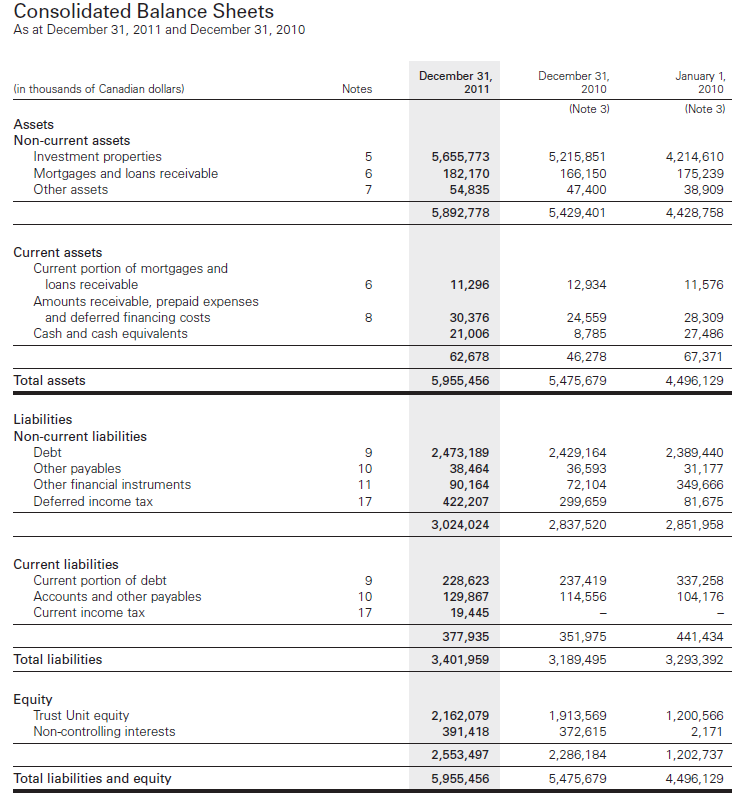 Consolidated Balance Sheets
As at December 31, 2011 and December 31, 2010
December 31, December 31, January 1,
(in thousands of Canadian dollars) Notes 2011 2010 2010
(Note 3) (Note 3)
Assets
Non-current assets
Investment properties 5 5,655,773 5,215,851 4,214,610
Mortgages and loans receivable 6 182,170 166,150 175,239
Other assets 7 54,835 47,400 38,909
5,892,778 5,429,401 4,428,758
Current assets
Current portion of mortgages and
loans receivable 6 11,296 12,934 11,576
Amounts receivable, prepaid expenses
and deferred financing costs 8 30,376 24,559 28,309
Cash and cash equivalents 21,006 8,785 27,486
62,678 46,278 67,371
Total assets 5,955,456 5,475,679 4,496,129
Liabilities
Non-current liabilities
Debt 9 2,473,189 2,429,164 2,389,440
Other payables 10 38,464 36,593 31,177
Other financial instruments 11 90,164 72,104 349,666
Deferred income tax 17 422,207 299,659 81,675
3,024,024 2,837,520 2,851,958
Current liabilities
Current portion of debt 9 228,623 237,419 337,258
Accounts and other payables 10 129,867 114,556 104,176
Current income tax 17 19,445 – –
377,935 351,975 441,434
Total liabilities 3,401,959 3,189,495 3,293,392
Equity
Trust Unit equity 2,162,079 1,913,569 1,200,566
Non-controlling interests 391,418 372,615 2,171
2,553,497 2,286,184 1,202,737
Total liabilities and equity 5,955,456 5,475,679 4,496,129